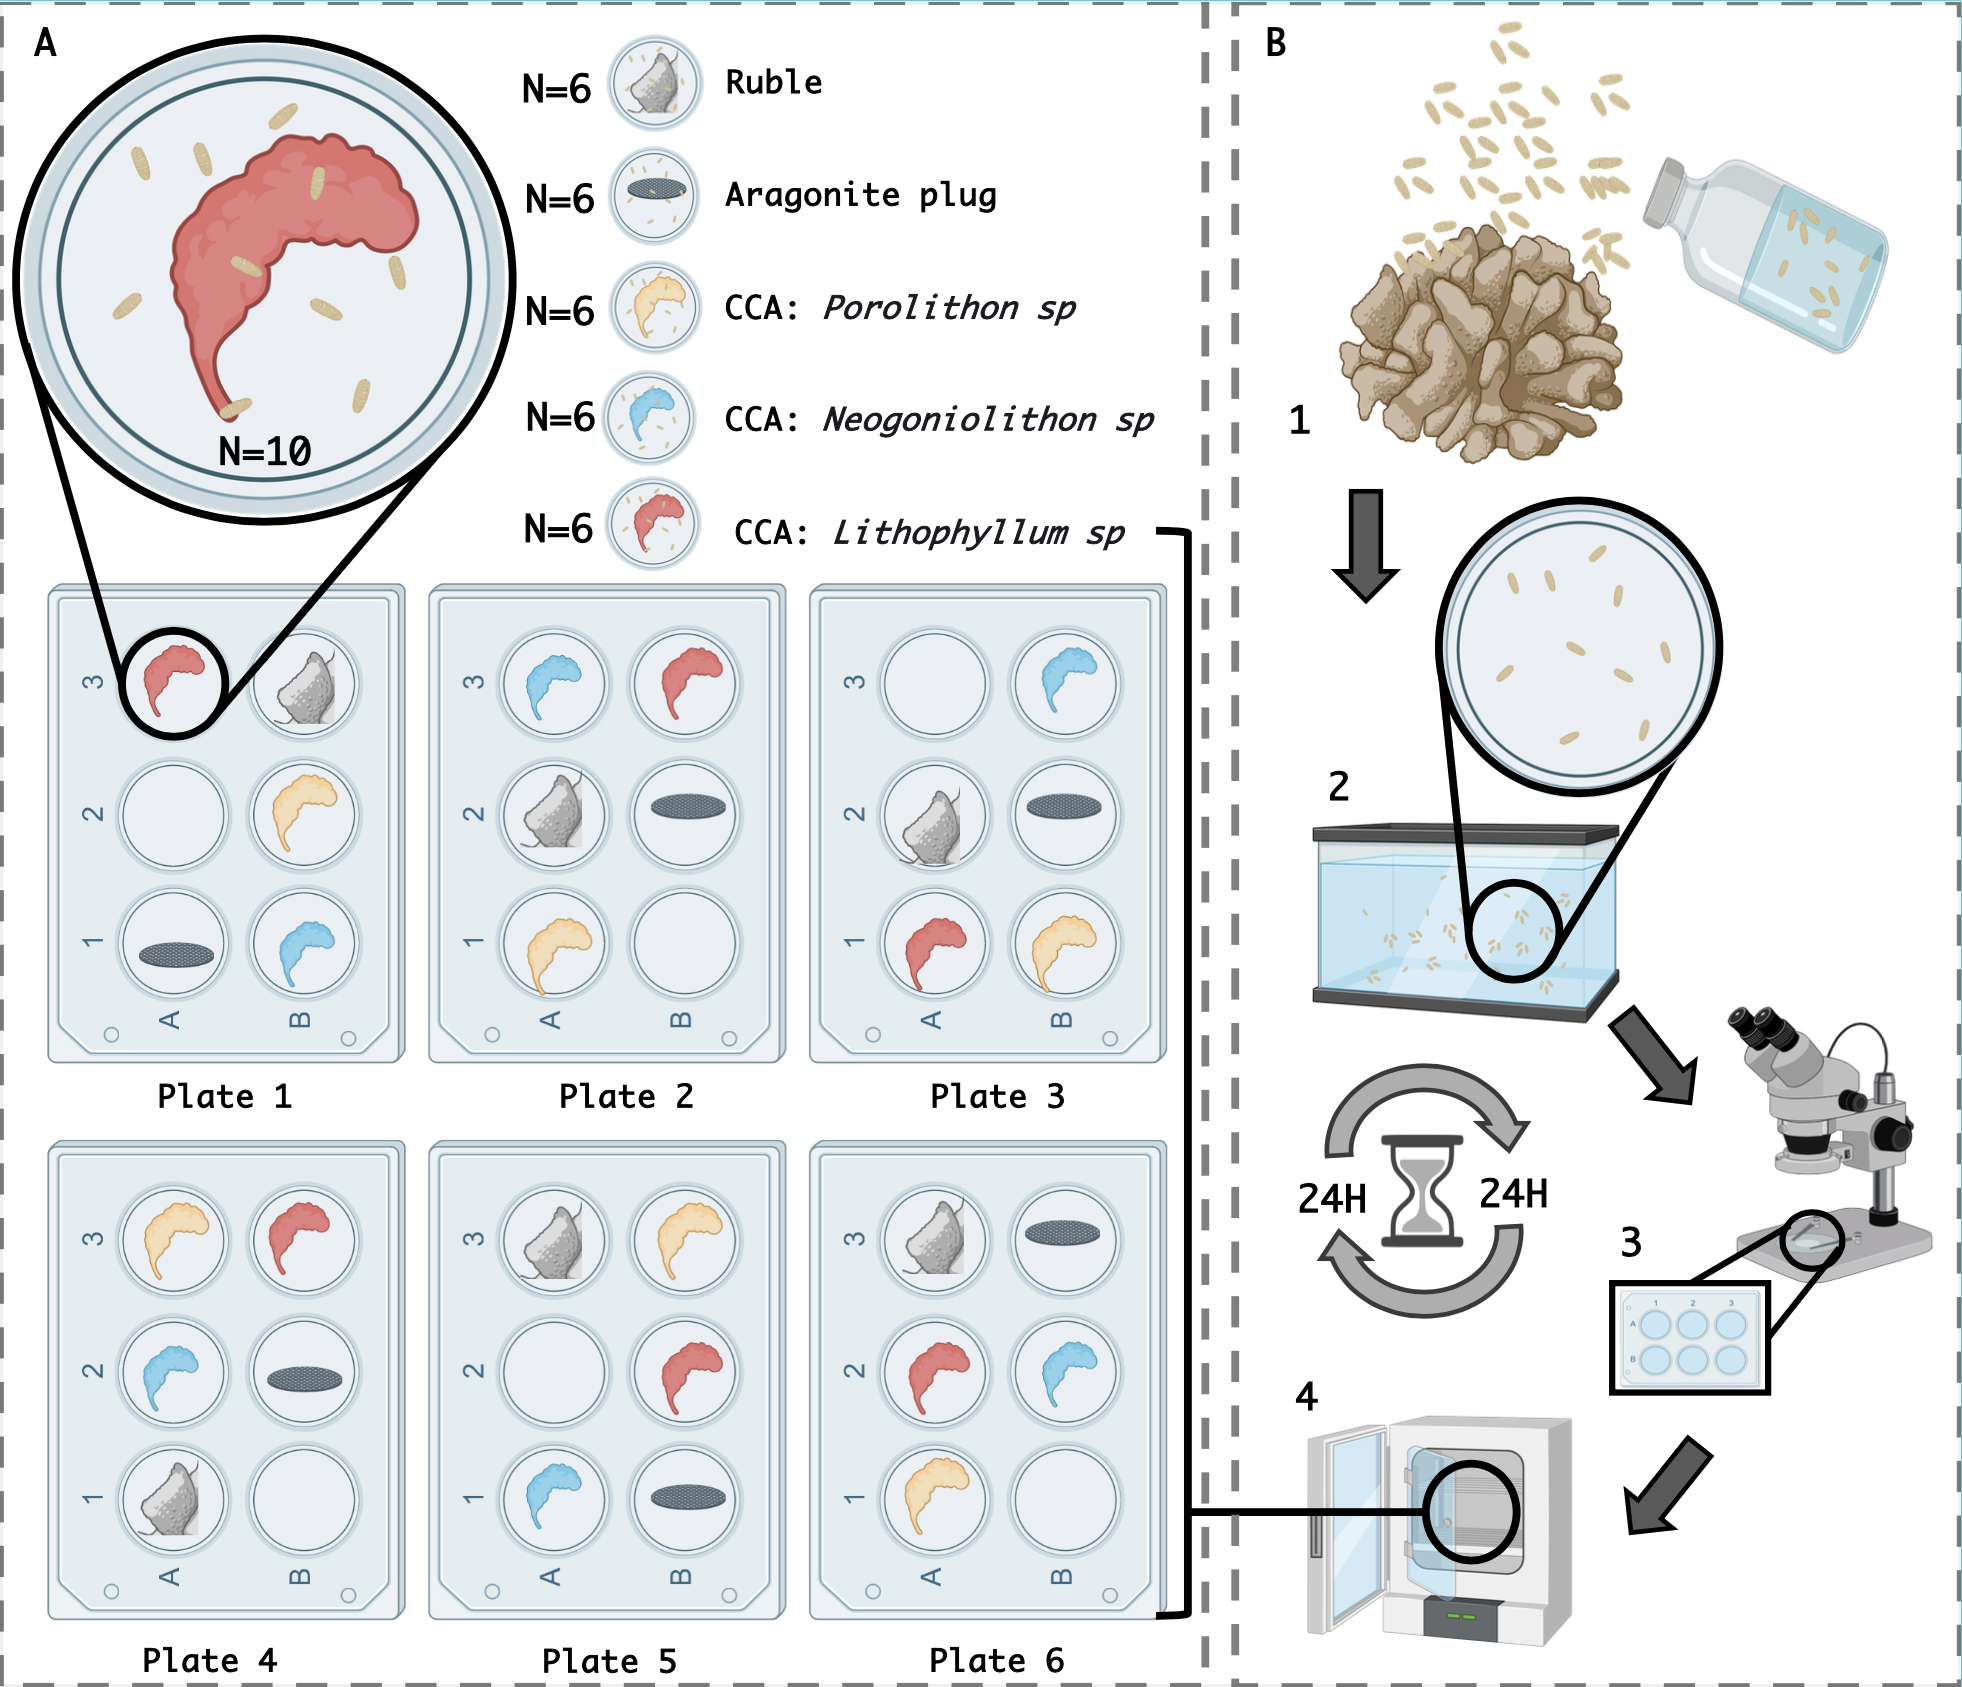 A
N=6 Ruble
N=6 Aragonite plug
N=6 CCA: Porolithon sp
N=6 CCA: Neogoniolithon sp
N=6 CCA: Lithophyllum sp
N=10
3
2
1
A B
Plate 1
3
2
1
A B
Plate 2
3
2
1
A B
Plate 3
3
2
1
A B
Plate 4
3
2
1
A B
Plate 5
3
2
1
A B
Plate 6
B
1
2
24H 24H
3
1 2 3
A
B
4